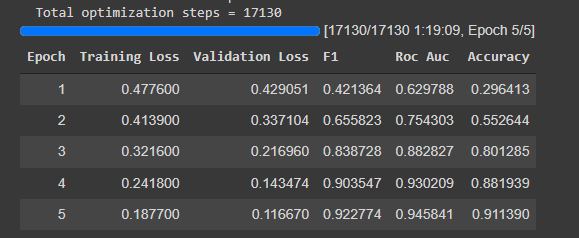 Total optimization steps = 17130
[17130/17130 1:19:09, Epoch 5/5]
Epoch Training Loss Validation Loss F1 Roc Auc Accuracy
1 0.477600 0.429051 0.421364 0.629788 0.296413
2 0.413900 0.337104 0.655823 0.754303 0.552644
3 0.321600 0.216960 0.838728 0.882827 0.801285
4 0.241800 0.143474 0.903547 0.930209 0.881939
5 0.187700 0.116670 0.922774 0.945841 0.911390